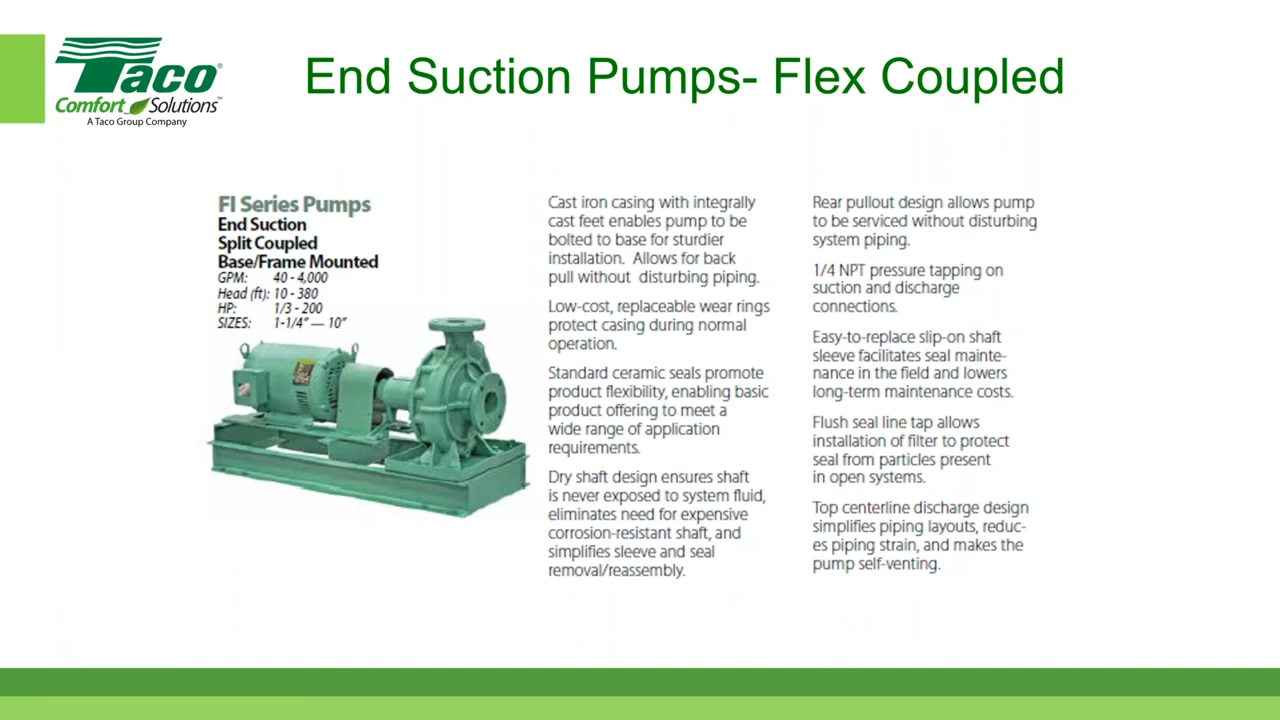 Taco®
Comfort Solutions™
A Taco Group Company
End Suction Pumps- Flex Coupled
FI Series Pumps
End Suction
Split Coupled
Base/Frame Mounted
GPM: 40 - 4,000
Head (ft): 10 - 380
HP: 1/3 - 200
SIZES: 1-1/4” — 10”
Cast iron casing with integrally
cast feet enables pump to be
bolted to base for sturdier
installation. Allows for back
pull without disturbing piping.
Low-cost, replaceable wear rings
protect casing during normal
operation.
Standard ceramic seals promote
product flexibility, enabling basic
product offering to meet a
wide range of application
requirements.
Dry shaft design ensures shaft
is never exposed to system fluid,
eliminates need for expensive
corrosion-resistant shaft, and
simplifies sleeve and seal
removal/reassembly.
Rear pullout design allows pump
to be serviced without disturbing
system piping.
1/4 NPT pressure tapping on
suction and discharge
connections.
Easy-to-replace slip-on shaft
sleeve facilitates seal mainte-
nance in the field and lowers
long-term maintenance costs.
Flush seal line tap allows
installation of filter to protect
seal from particles present
in open systems.
Top centerline discharge design
simplifies piping layouts, reduc-
es piping strain, and makes the
pump self-venting.